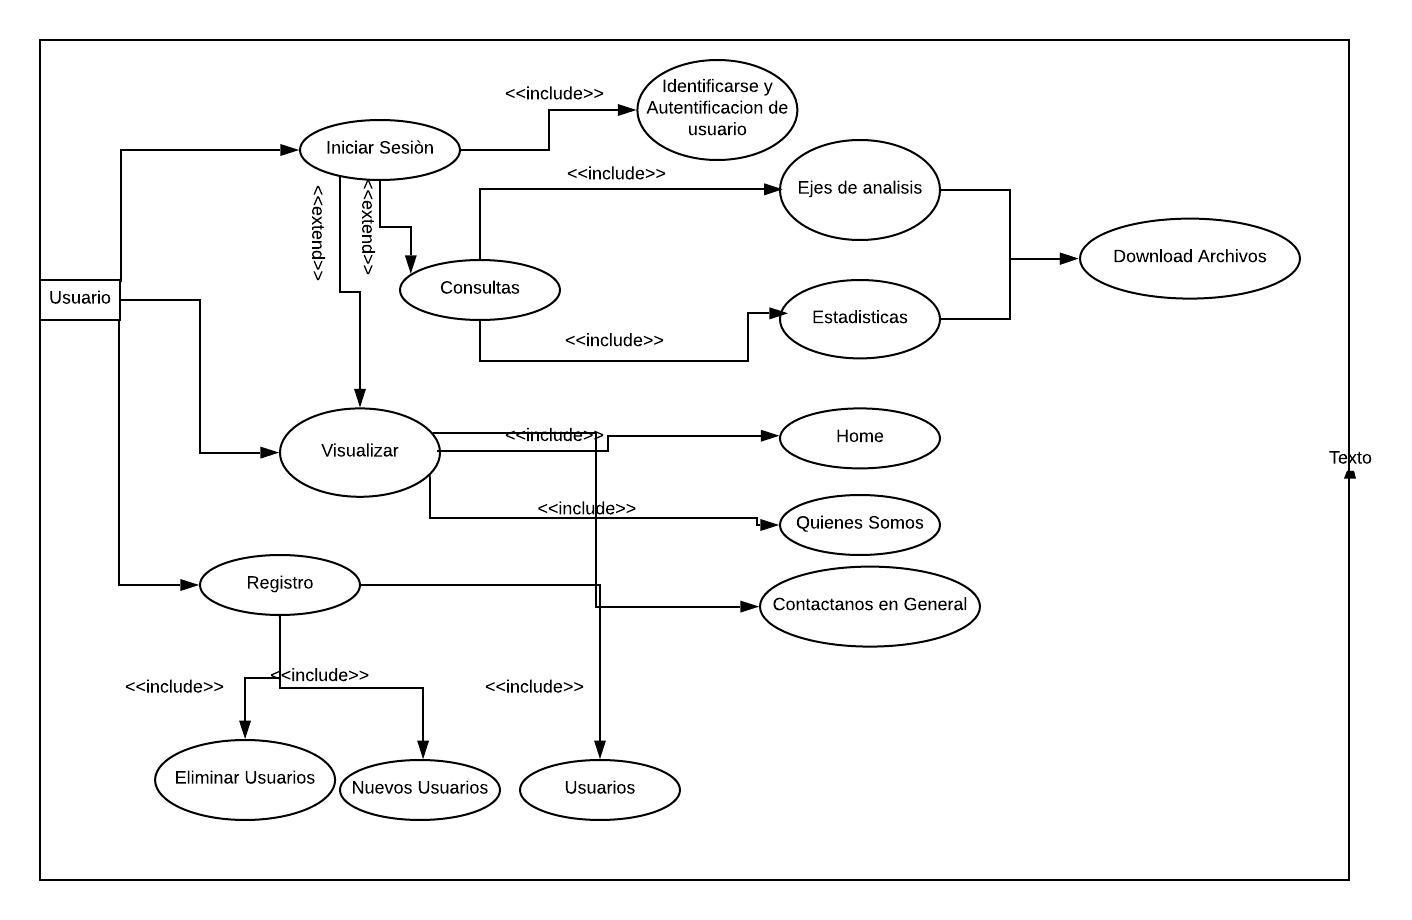 <<include>>
Identificarse y
Autentificacion de
usuario
Iniciar Sesiòn
<<include>>
Ejes de analisis
<<extend>>
<<extend>>
Download Archivos
Usuario
Consultas
Estadisticas
<<include>>
Visualizar
<<include>>
Home
Texto
<<include>>
Quienes Somos
Registro
Contactanos en General
<<include>>
<<include>>
<<include>>
Eliminar Usuarios
Nuevos Usuarios
Usuarios